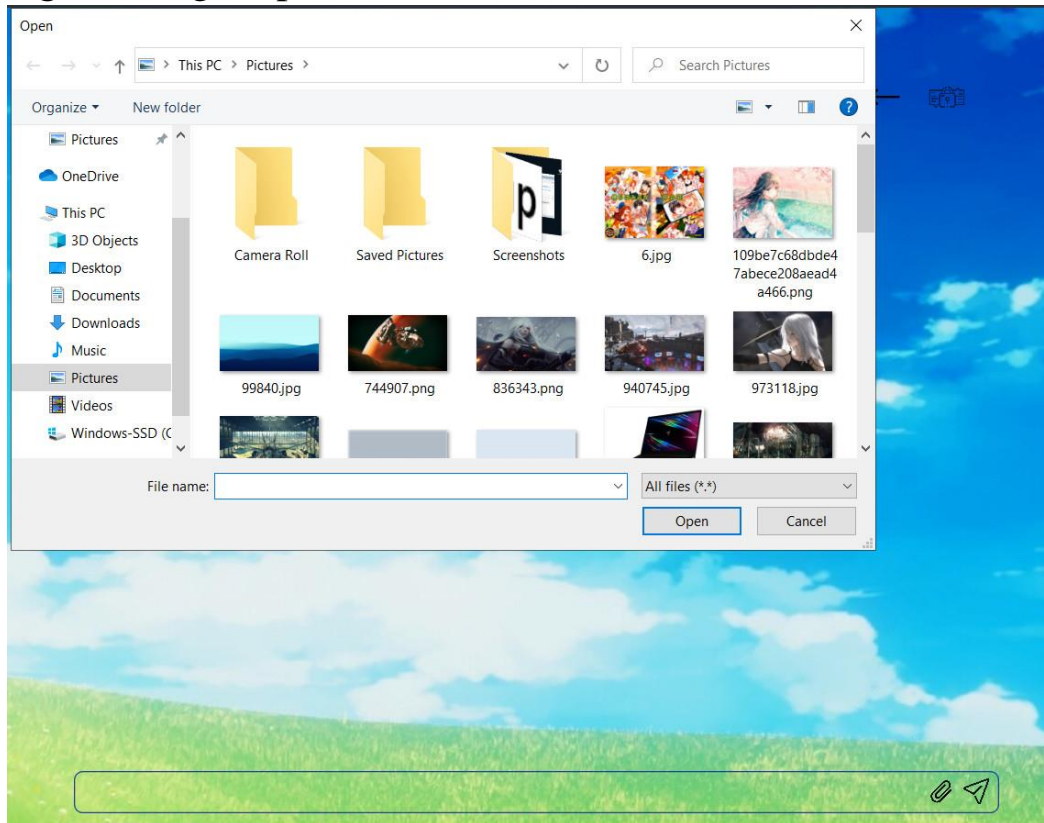 Open
This PC > Pictures >
Search Pictures
Organize
New folder
Pictures
OneDrive
This PC
3D Objects
Desktop
Documents
Downloads
Music
Pictures
Videos
Windows-SSD (C
Camera Roll
Saved Pictures
Screenshots
p
6.jpg
109be7c68dbde4
7abece208aead4
a466.png
99840.jpg
744907.png
836343.png
940745.jpg
973118.jpg
File name:
All files (*.*)
Open
Cancel